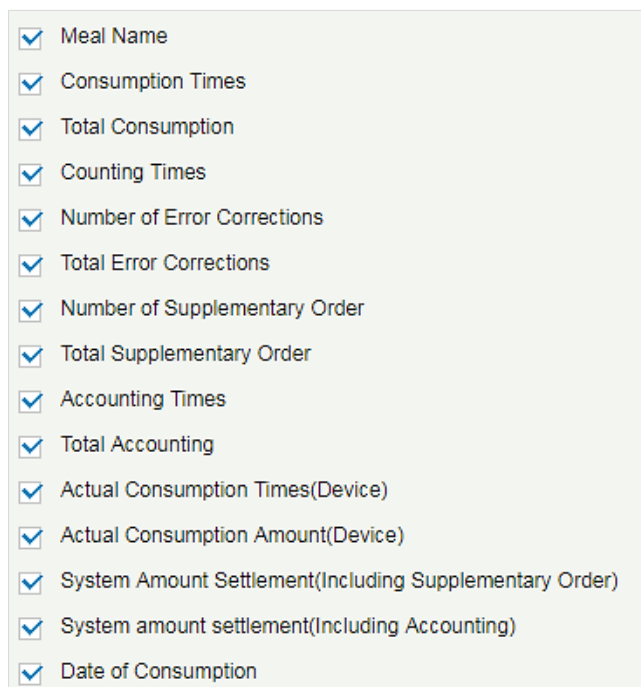 Meal Name
Consumption Times
Total Consumption
Counting Times
Number of Error Corrections
Total Error Corrections
Number of Supplementary Order
Total Supplementary Order
Accounting Times
Total Accounting
Actual Consumption Times(Device)
Actual Consumption Amount(Device)
System Amount Settlement(Including Supplementary Order)
System amount settlement(Including Accounting)
Date of Consumption